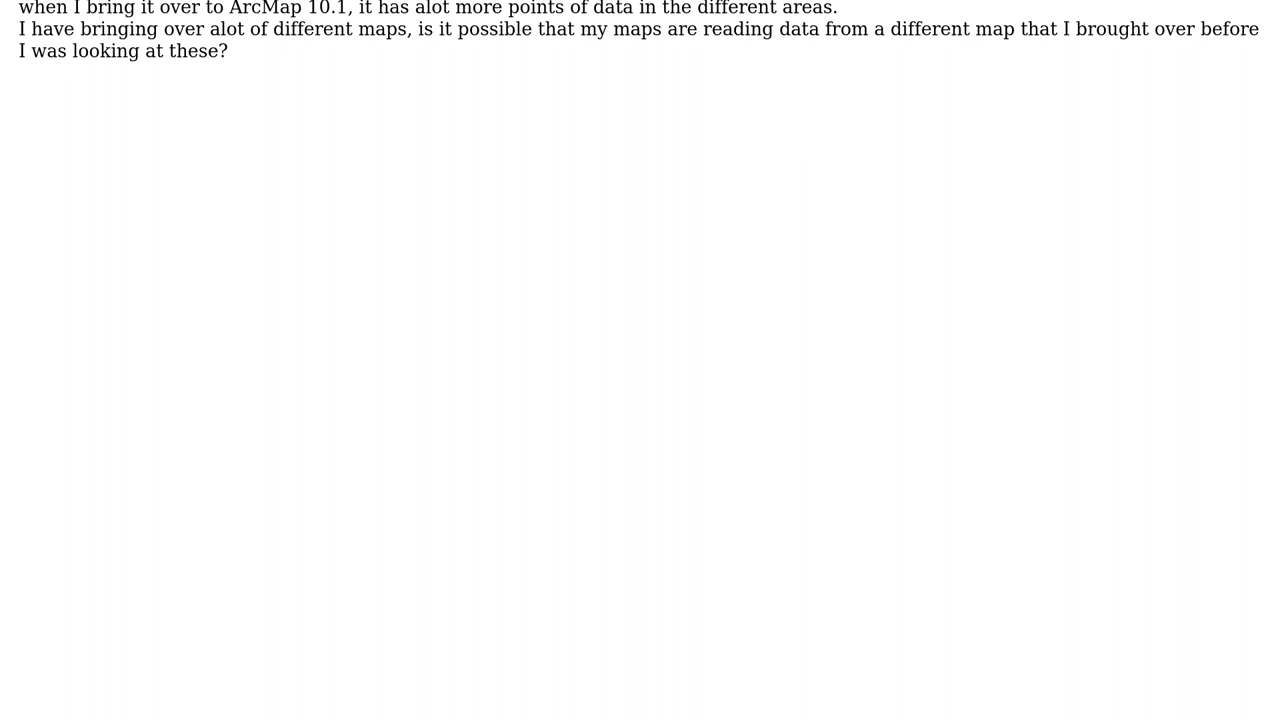 when I bring it over to ArcMap 10.1, it has alot more points of data in the different areas.
I have bringing over alot of different maps, is it possible that my maps are reading data from a different map that I brought over before
I was looking at these?